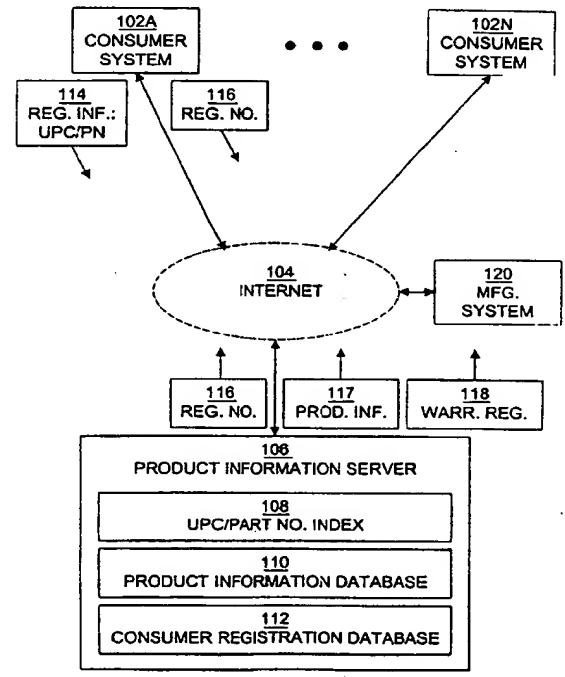 102A
CONSUMER
SYSTEM
102N
CONSUMER
SYSTEM
114
REG. INF.:
UPC/PN
116
REG. NO.
104
INTERNET
120
MFG.
SYSTEM
116
REG. NO.
117
PROD. INF.
118
WARR. REG.
106
PRODUCT INFORMATION SERVER
108
UPC/PART NO. INDEX
110
PRODUCT INFORMATION DATABASE
112
CONSUMER REGISTRATION DATABASE